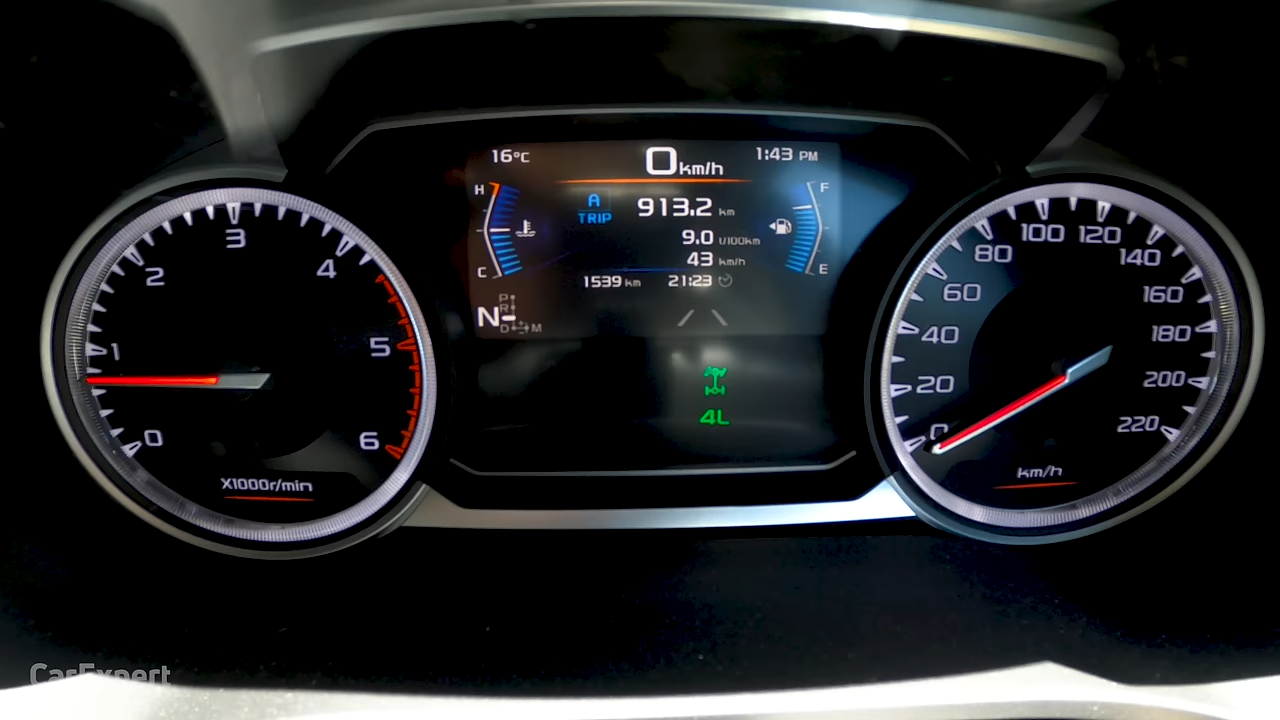 16°C 0 km/h 1:43 PM
H F
A 913.2 km
TRIP
9.0 l/100km
43 km/h
C E
1539 km 21:23
P
R
N
D M
4L
0
1
2
3
4
5
6
X1000r/min
0
20
40
60
80
100
120
140
160
180
200
220
km/h
CarExpert